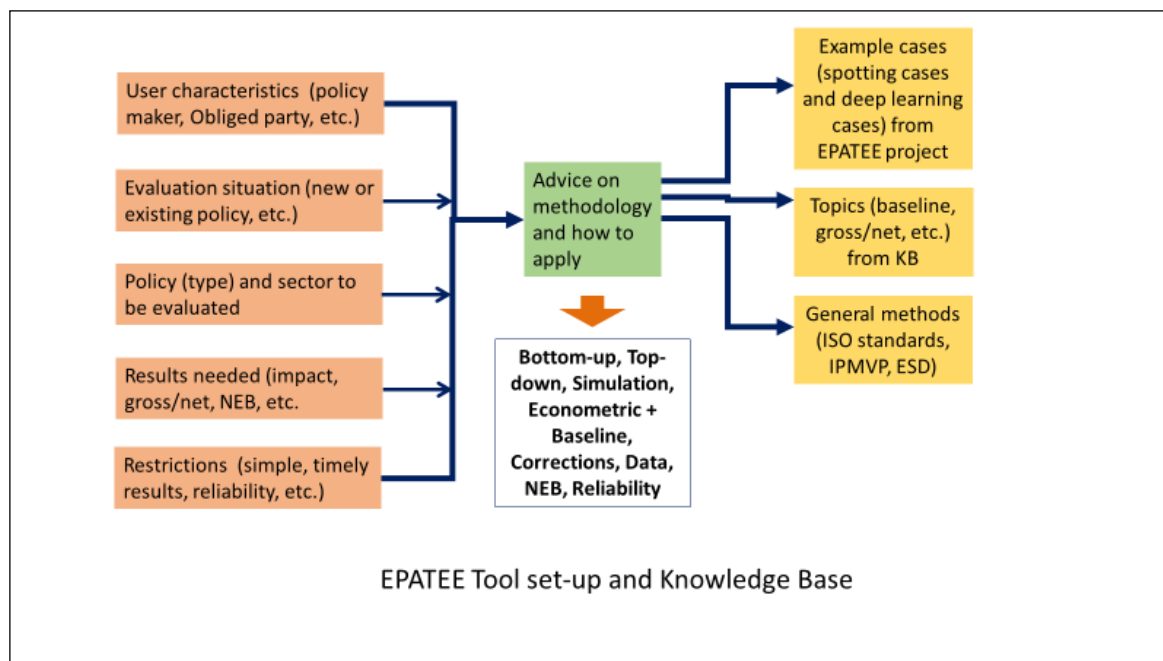 User characteristics (policy
maker, Obliged party, etc.)
Evaluation situation (new or
existing policy, etc.)
Policy (type) and sector to
be evaluated
Results needed (impact,
gross/net, NEB, etc.
Restrictions (simple, timely
results, reliability, etc.)
Advice on
methodology
and how to
apply
Bottom-up, Top-
down, Simulation,
Econometric +
Baseline,
Corrections, Data,
NEB, Reliability
Example cases
(spotting cases
and deep learning
cases) from
EPATEE project
Topics (baseline,
gross/net, etc.)
from KB
General methods
(ISO standards,
IPMVP, ESD)
EPATEE Tool set-up and Knowledge Base